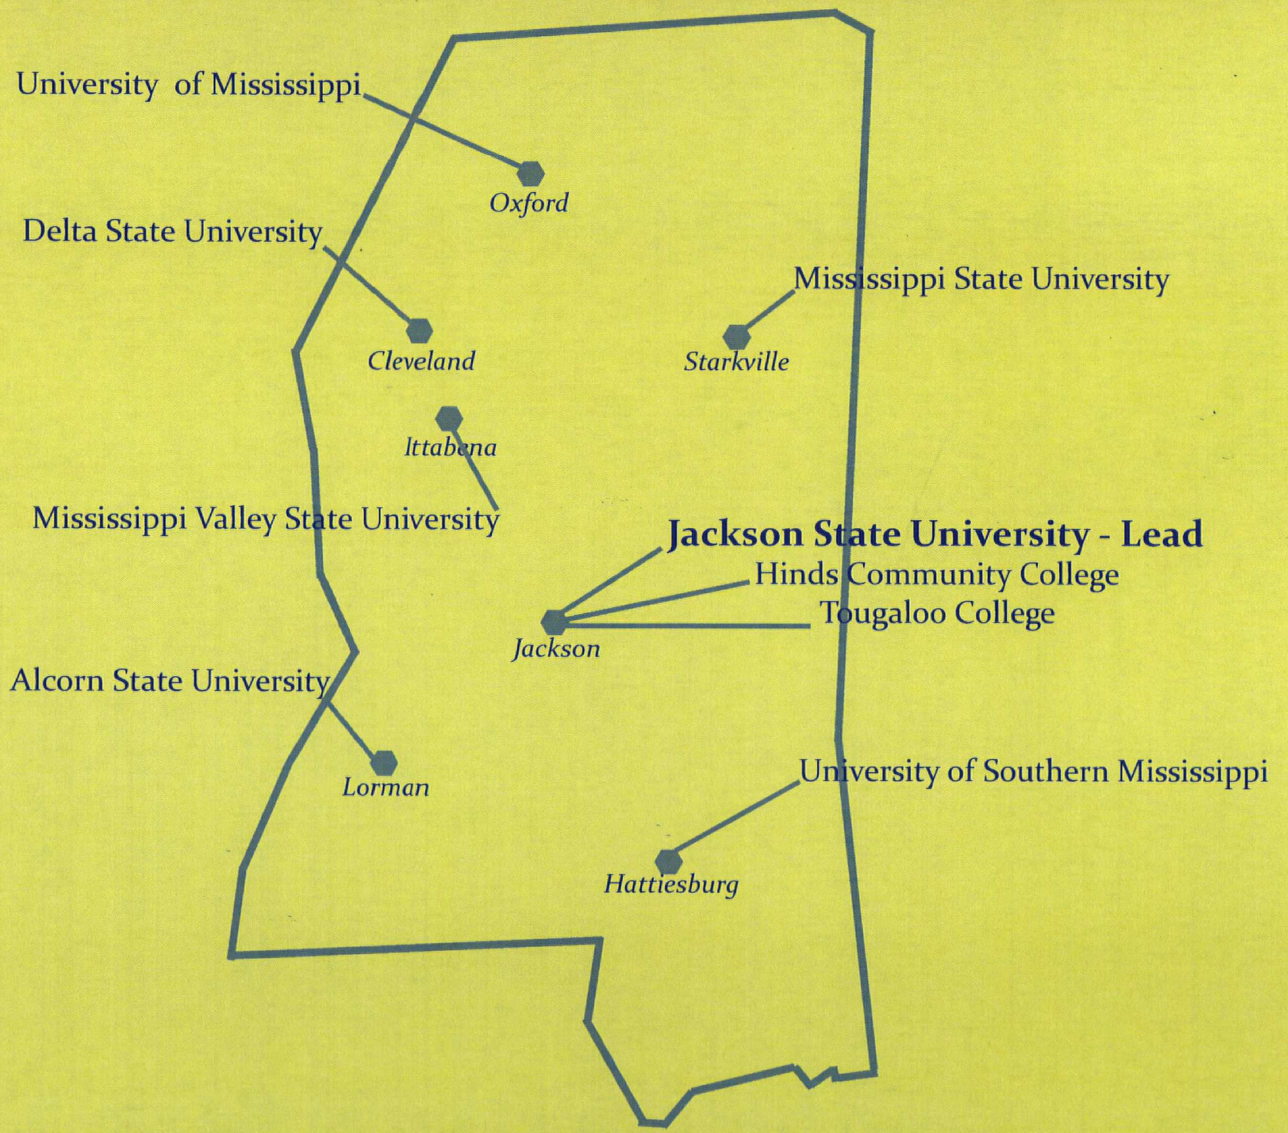 University of Mississippi
Oxford
Delta State University
Mississippi State University
Cleveland
Starkville
Ittabena
Mississippi Valley State University
Jackson State University - Lead
Hinds Community College
Tougaloo College
Jackson
Alcorn State University
University of Southern Mississippi
Lorman
Hattiesburg